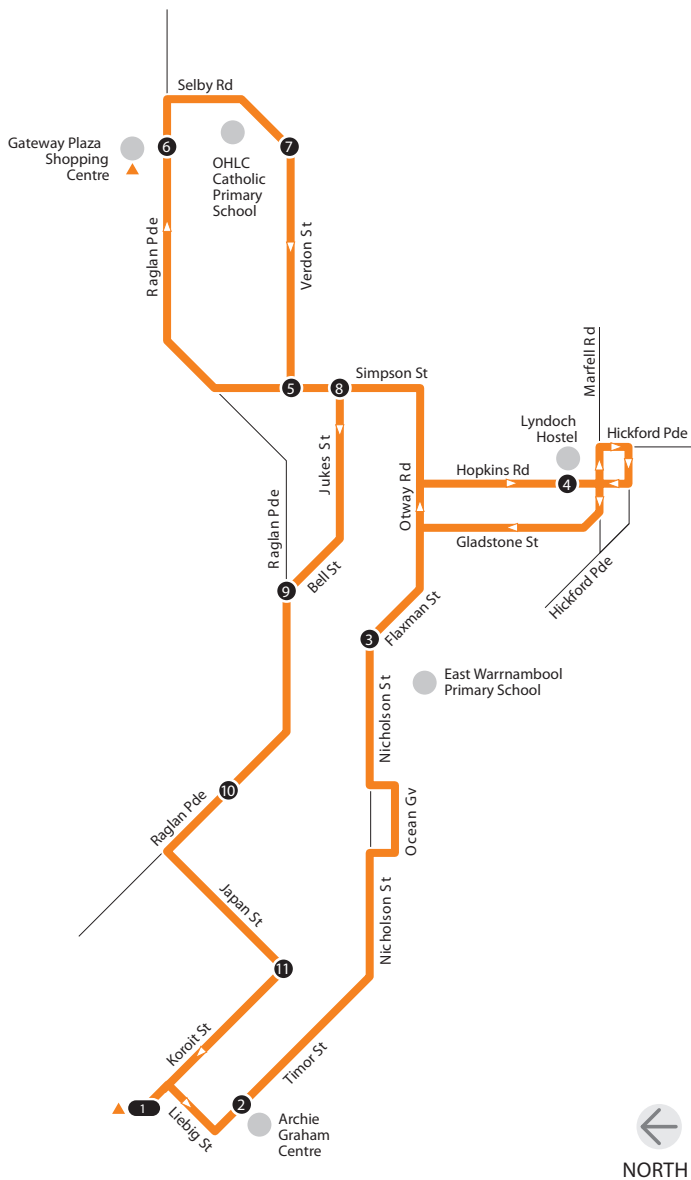 Selby Rd
Gateway Plaza
Shopping
Centre
6
7
OHLC
Catholic
Primary
School
Raglan Pde
Verdon St
5
8
Simpson St
Marfell Rd
Lyndoch
Hostel
Hickford Pde
Jukes St
Otway Rd
Hopkins Rd
4
Gladstone St
Hickford Pde
Raglan Pde
Bell St
9
Flaxman St
3
East Warrnambool
Primary School
Nicholson St
10
Raglan Pde
Ocean Gv
Japan St
Nicholson St
11
Koroit St
Timor St
1
Liebig St
2
Archie
Graham
Centre
NORTH